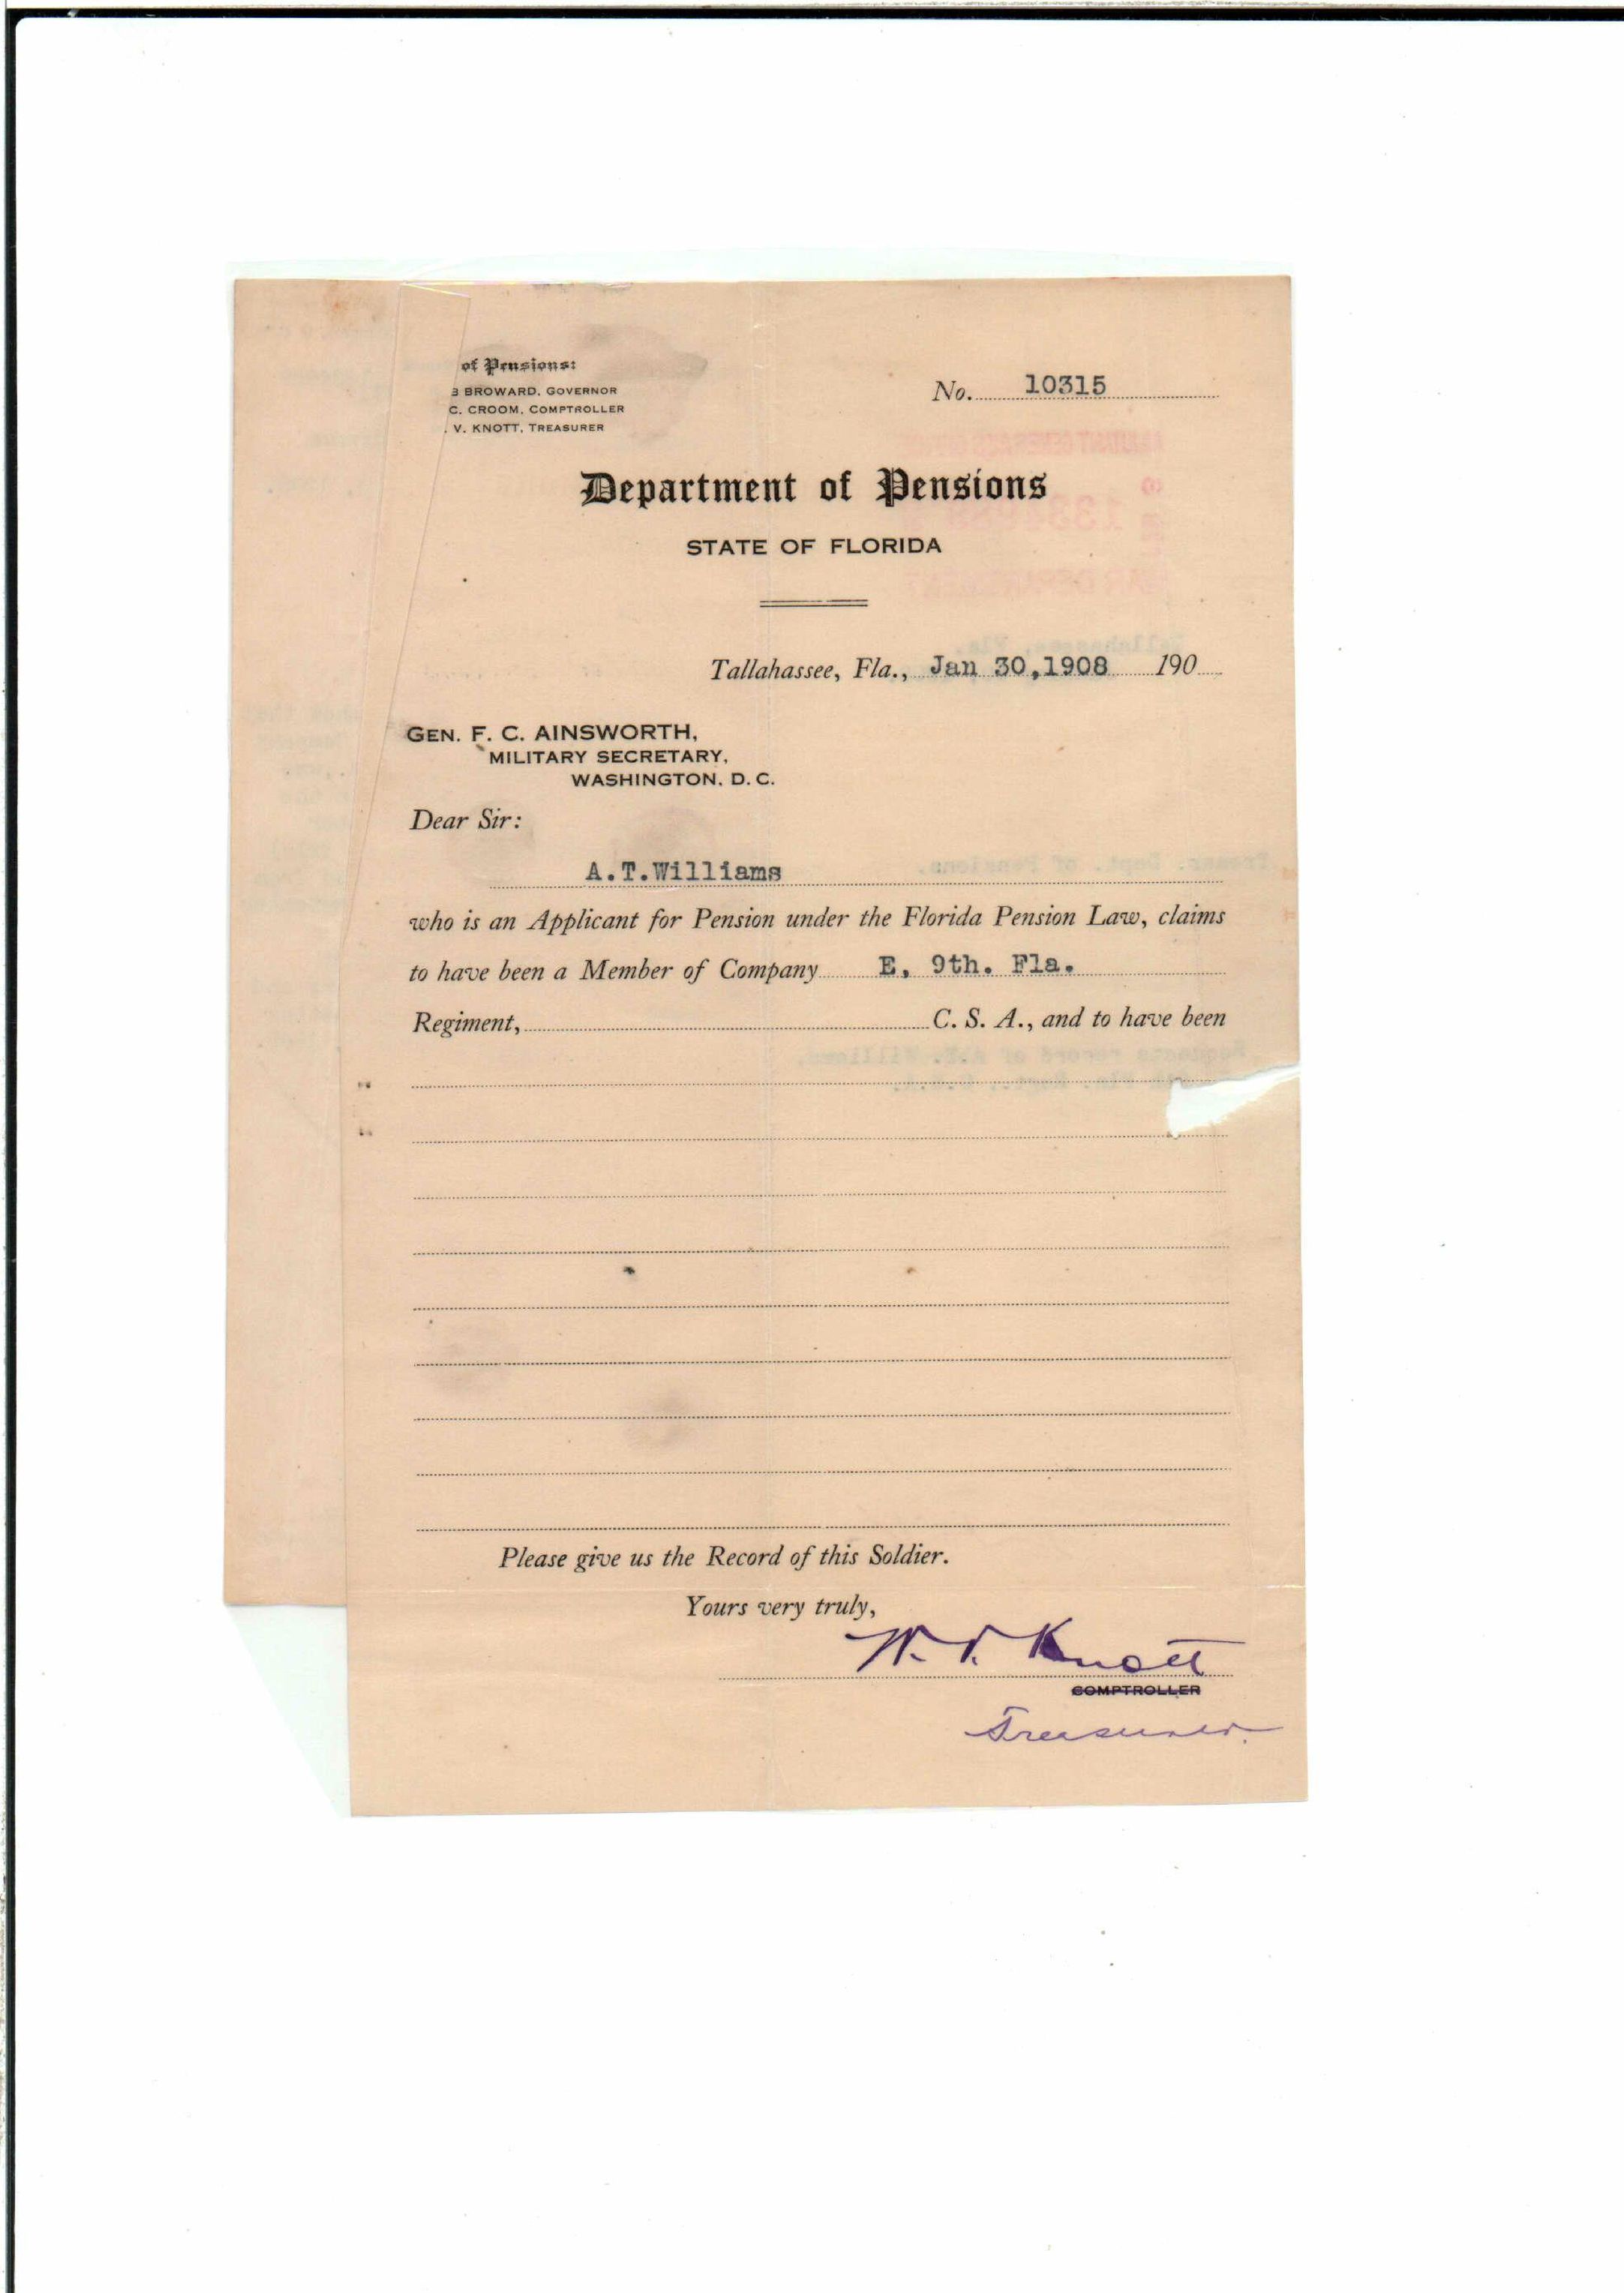 of Pensions:
B BROWARD, GOVERNOR
C. CROOM, COMPTROLLER
. V. KNOTT, TREASURER
No. 10315
Department of Pensions
STATE OF FLORIDA
Tallahassee, Fla., Jan 30,1908 190
GEN. F. C. AINSWORTH,
MILITARY SECRETARY,
WASHINGTON, D. C.
Dear Sir:
A.T.Williams
who is an Applicant for Pension under the Florida Pension Law, claims
to have been a Member of Company E, 9th. Fla.
Regiment, C. S. A., and to have been
Please give us the Record of this Soldier.
Yours very truly,
W. V. Knott
COMPTROLLER
Treasurer.